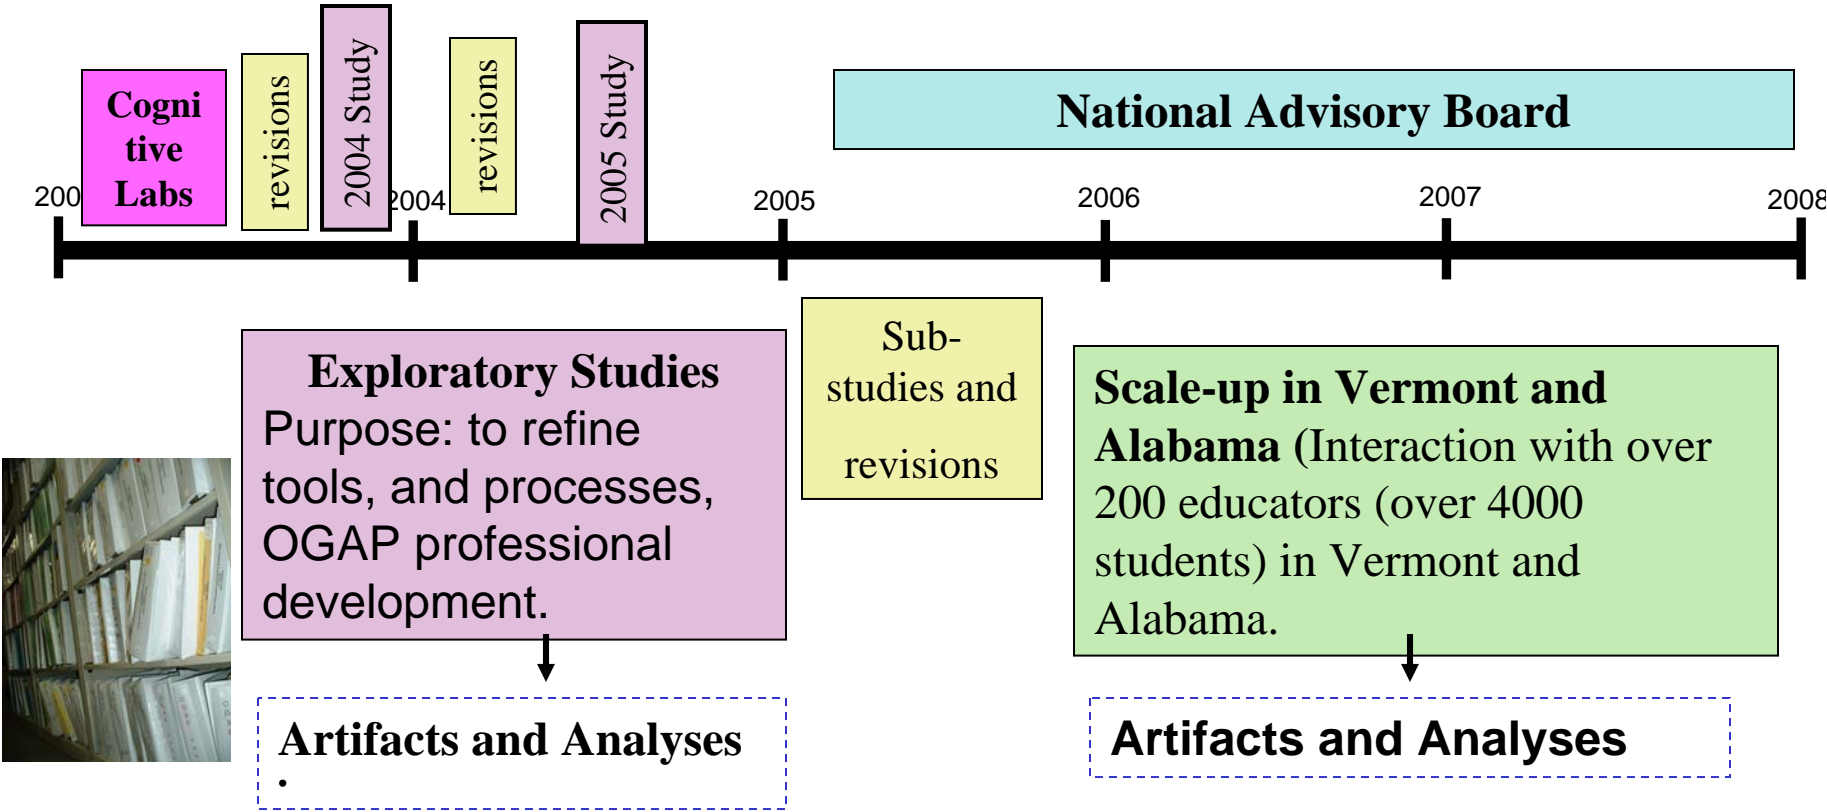 Cogni
tive
Labs
revisions
2004 Study
revisions
2005 Study
National Advisory Board
200
2004
2005
2006
2007
2008
Exploratory Studies
Purpose: to refine
tools, and processes,
OGAP professional
development.
Sub-
studies and
revisions
Scale-up in Vermont and
Alabama (Interaction with over
200 educators (over 4000
students) in Vermont and
Alabama.
Artifacts and Analyses
.
Artifacts and Analyses